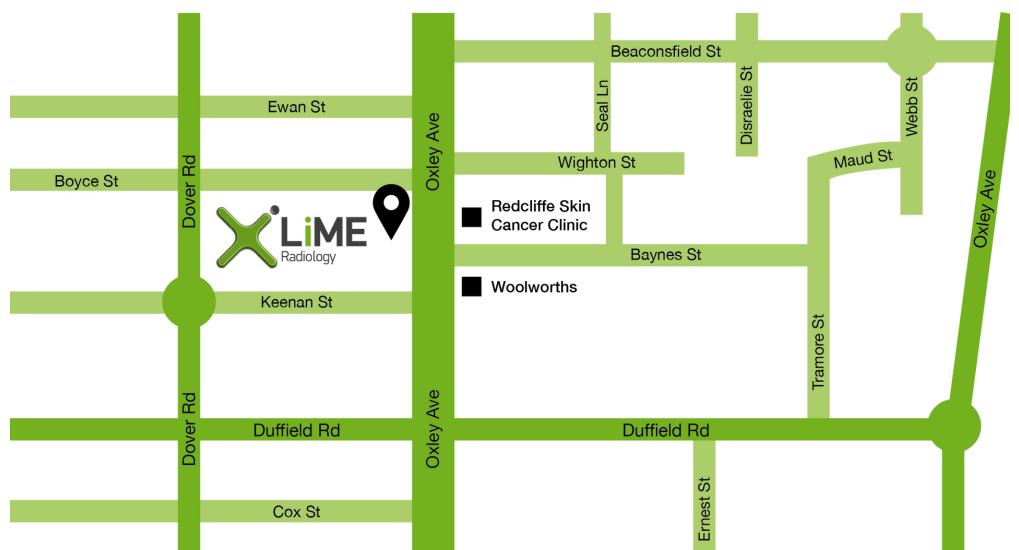 Beaconsfield St
Ewan St
Seal Ln
Disraelie St
Webb St
Oxley Ave
Dover Rd
Boyce St
Wighton St
Maud St
Redcliffe Skin
Cancer Clinic
LiME
Radiology
Oxley Ave
Baynes St
Woolworths
Keenan St
Tramore St
Dover Rd
Oxley Ave
Duffield Rd
Duffield Rd
Ernest St
Cox St